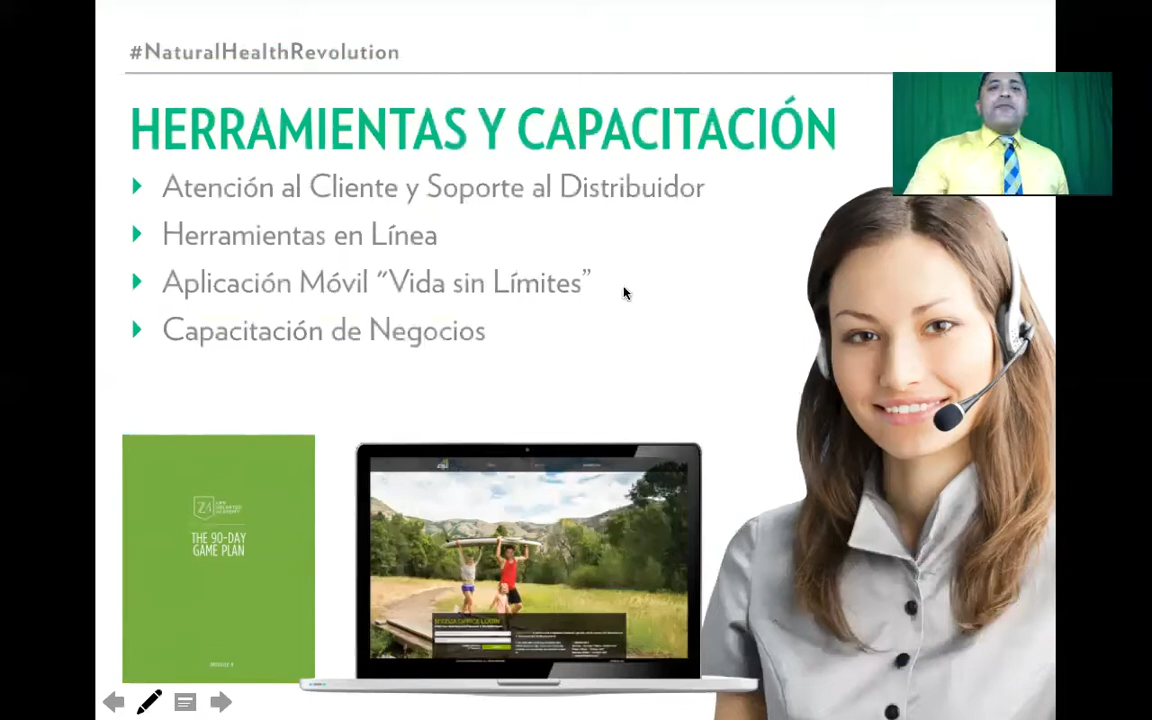 #NaturalHealthRevolution
HERRAMIENTAS Y CAPACITACIÓN
Atención al Cliente y Soporte al Distribuidor
Herramientas en Línea
Aplicación Móvil "Vida sin Límites"
Capacitación de Negocios
THE 90-DAY
GAME PLAN